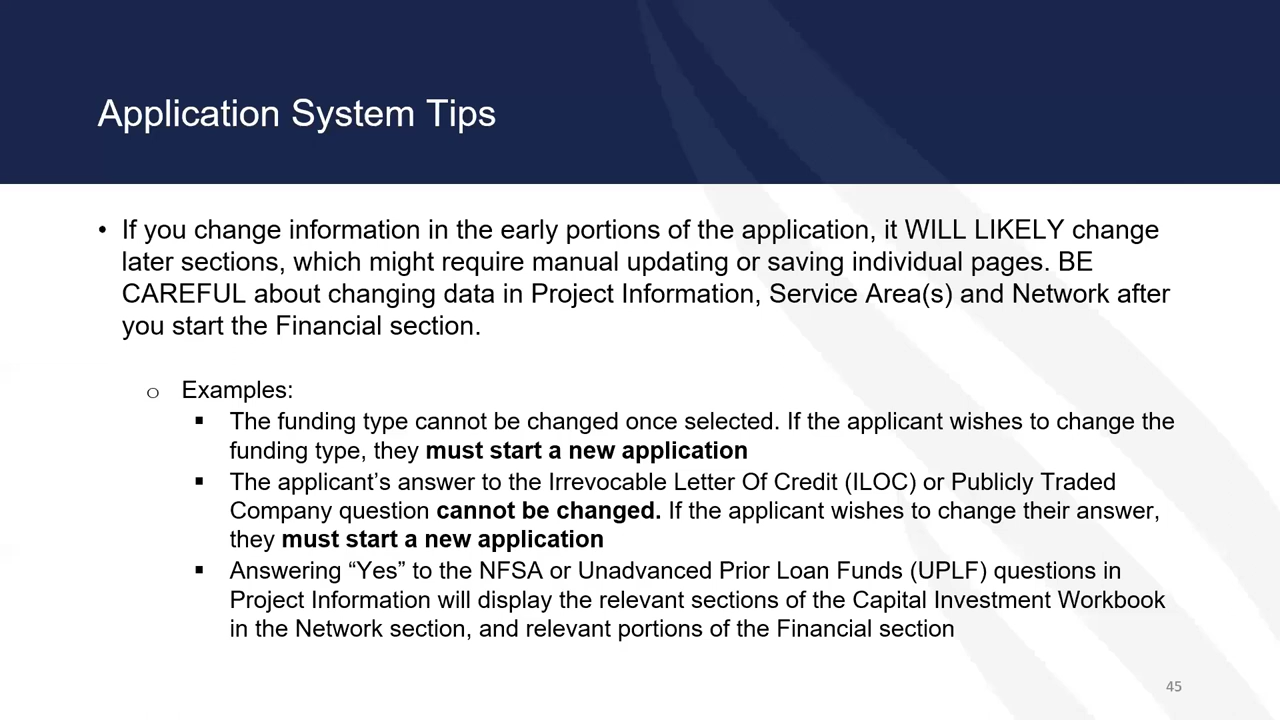 Application System Tips
• If you change information in the early portions of the application, it WILL LIKELY change
later sections, which might require manual updating or saving individual pages. BE
CAREFUL about changing data in Project Information, Service Area(s) and Network after
you start the Financial section.
o Examples:
▪ The funding type cannot be changed once selected. If the applicant wishes to change the
funding type, they must start a new application
▪ The applicant’s answer to the Irrevocable Letter Of Credit (ILOC) or Publicly Traded
Company question cannot be changed. If the applicant wishes to change their answer,
they must start a new application
▪ Answering “Yes” to the NFSA or Unadvanced Prior Loan Funds (UPLF) questions in
Project Information will display the relevant sections of the Capital Investment Workbook
in the Network section, and relevant portions of the Financial section
45